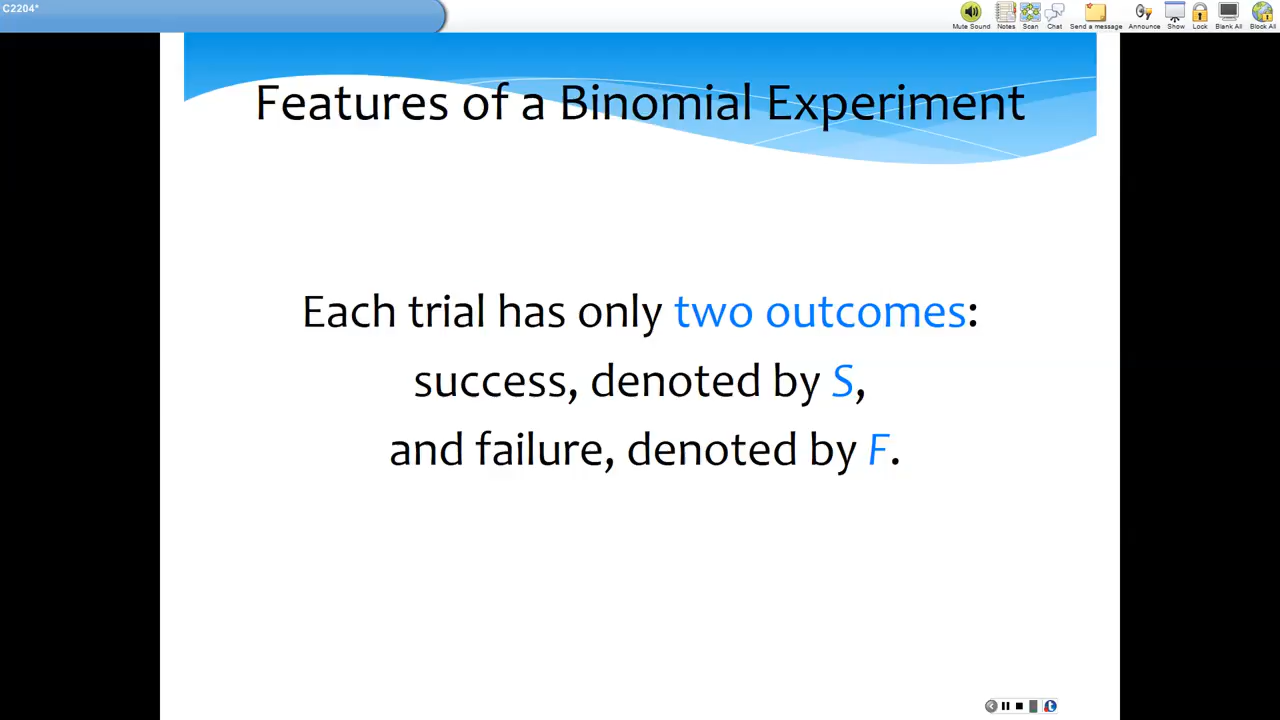 C2204*
Mute Sound Notes Scan Chat Send a message Announce Show Lock Blank All Block All
Features of a Binomial Experiment
Each trial has only two outcomes:
success, denoted by S,
and failure, denoted by F.